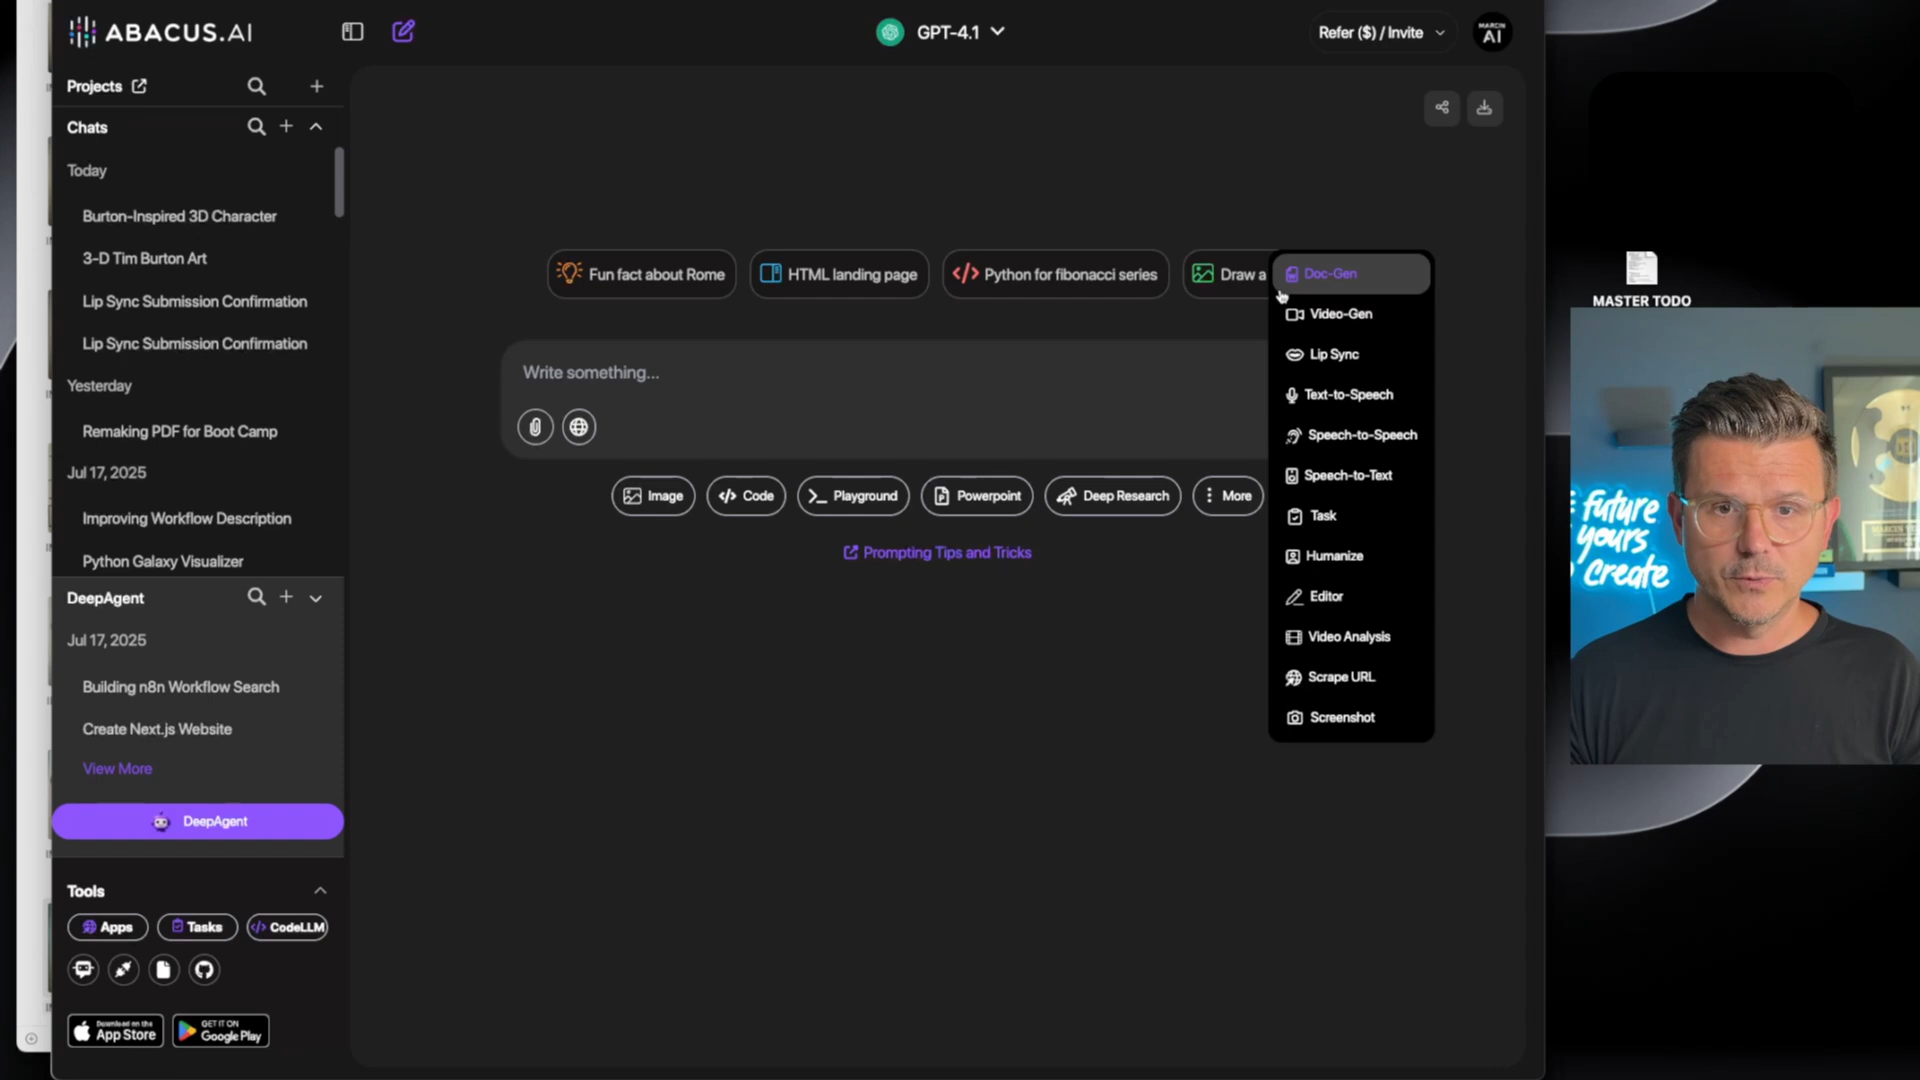 ABACUS.AI
GPT-4.1
Refer ($) / Invite
MARCIN
AI
Projects
Chats
Today
Burton-Inspired 3D Character
3-D Tim Burton Art
Lip Sync Submission Confirmation
Lip Sync Submission Confirmation
Yesterday
Remaking PDF for Boot Camp
Jul 17, 2025
Improving Workflow Description
Python Galaxy Visualizer
DeepAgent
Jul 17, 2025
Building n8n Workflow Search
Create Next.js Website
View More
DeepAgent
Tools
Apps
Tasks
CodeLLM
Download on the
App Store
GET IT ON
Google Play
Fun fact about Rome
HTML landing page
Python for fibonacci series
Draw a
Write something...
Image
Code
Playground
Powerpoint
Deep Research
More
Prompting Tips and Tricks
Doc-Gen
Video-Gen
Lip Sync
Text-to-Speech
Speech-to-Speech
Speech-to-Text
Task
Humanize
Editor
Video Analysis
Scrape URL
Screenshot
MASTER TODO
future
yours
Create